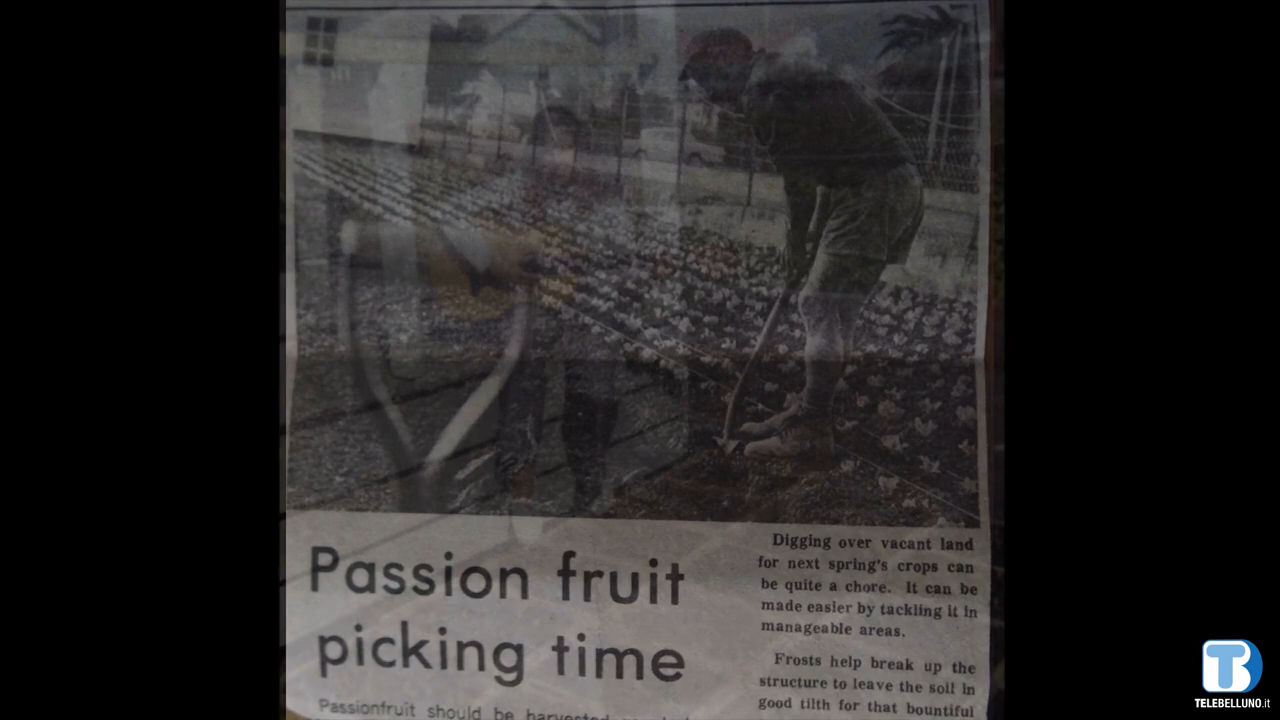 Passion fruit
picking time
Passionfruit should be harvested
Digging over vacant land
for next spring's crops can
be quite a chore. It can be
made easier by tackling it in
manageable areas.
Frosts help break up the
structure to leave the soil in
good tilth for that bountiful
TELEBELLUNO.it